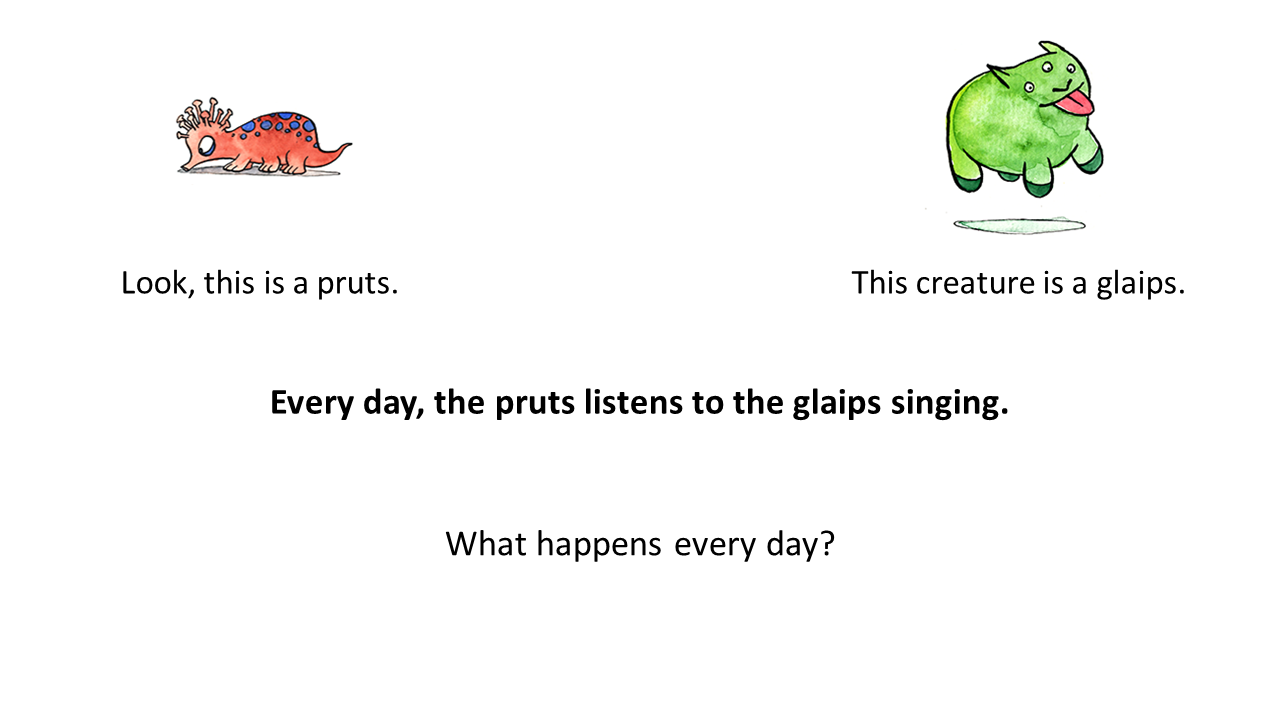 Look, this is a pruts.
This creature is a glaips.
Every day, the pruts listens to the glaips singing.
What happens every day?